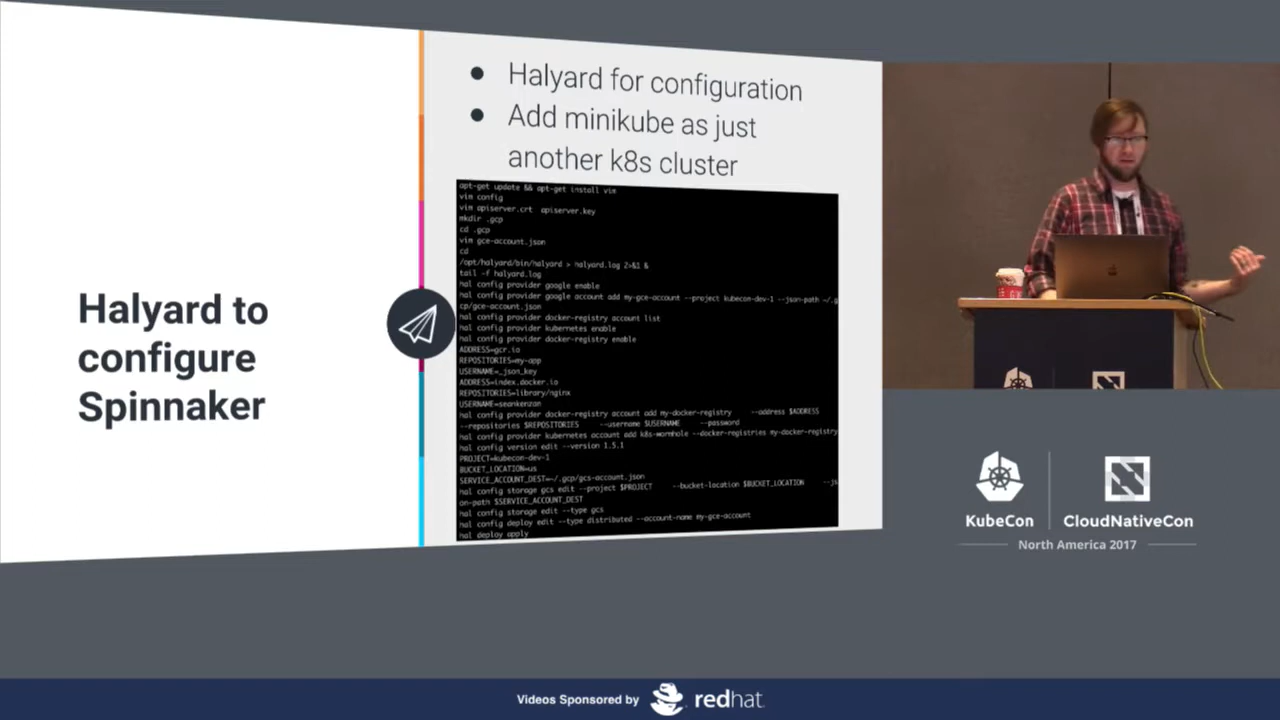 Halyard to
configure
Spinnaker
● Halyard for configuration
● Add minikube as just
another k8s cluster
apt-get update && apt-get install vim
vim config
vim apiserver.crt apiserver.key
mkdir .gcp
cd .gcp
vim gce-account.json
cd
/opt/halyard/bin/halyard > halyard.log 2>&1 &
tail -f halyard.log
hal config provider google enable
hal config provider google account add my-gce-account --project kubecon-dev-1 --json-path ~/.g
cp/gce-account.json
hal config provider docker-registry account list
hal config provider kubernetes enable
hal config provider docker-registry enable
ADDRESS=gcr.io
REPOSITORIES=my-app
USERNAME=_json_key
ADDRESS=index.docker.io
REPOSITORIES=library/nginx
USERNAME=seankenzan
hal config provider docker-registry account add my-docker-registry --address $ADDRESS
--repositories $REPOSITORIES --username $USERNAME --password
hal config provider kubernetes account add k8s-wormhole --docker-registries my-docker-registry
hal config version edit --version 1.5.1
PROJECT=kubecon-dev-1
BUCKET_LOCATION=us
SERVICE_ACCOUNT_DEST=~/.gcp/gcs-account.json
hal config storage gcs edit --project $PROJECT --bucket-location $BUCKET_LOCATION --js
on-path $SERVICE_ACCOUNT_DEST
hal config storage edit --type gcs
hal config deploy edit --type distributed --account-name my-gce-account
hal deploy apply
KubeCon
CloudNativeCon
North America 2017
Videos Sponsored by
redhat.